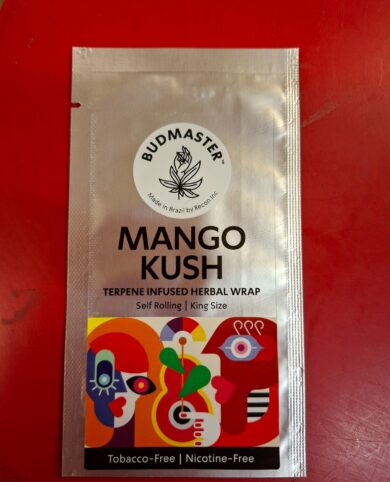 BUDMASTER™
Made in Brazil by Recon Inc
MANGO
KUSH
TERPENE INFUSED HERBAL WRAP
Self Rolling | King Size
Tobacco-Free | Nicotine-Free